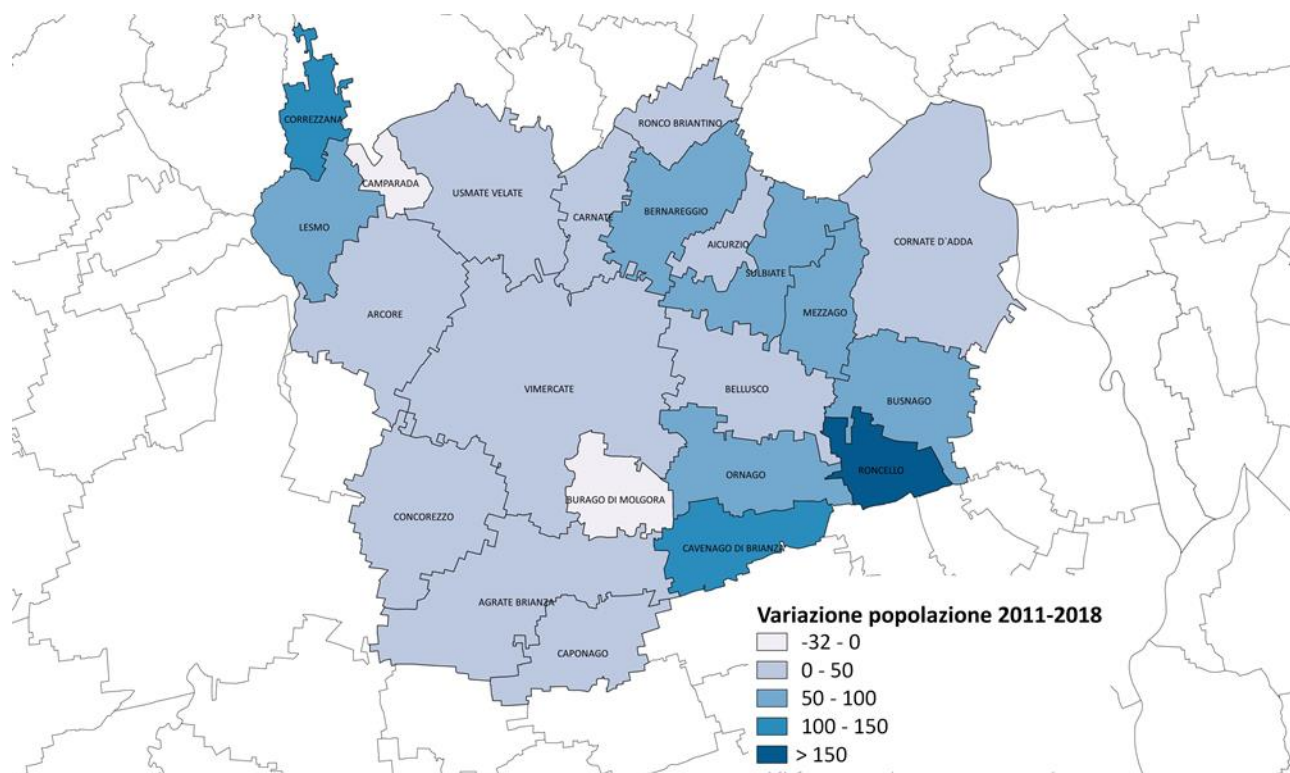 CORREZZANA
RONCO BRIANTINO
CAMPARADA
USMATE VELATE
CARNATE
BERNAREGGIO
LESMO
AICURZIO
CORNATE D'ADDA
SULBIATE
ARCORE
MEZZAGO
VIMERCATE
BELLUSCO
BUSNAGO
RONCELLO
ORNAGO
BURAGO DI MOLGORA
CONCOREZZO
CAVENAGO DI BRIANZA
AGRATE BRIANZA
CAPONAGO
Variazione popolazione 2011-2018
-32 - 0
0 - 50
50 - 100
100 - 150
> 150